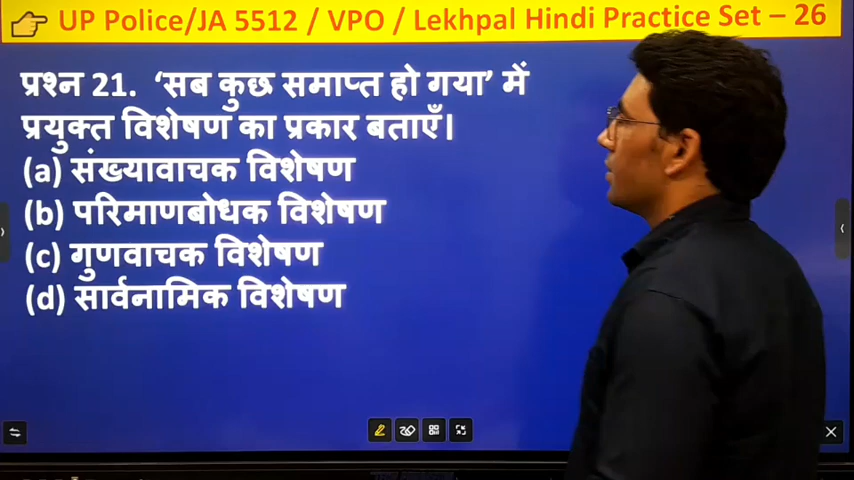 UP Police/JA 5512 / VPO / Lekhpal Hindi Practice Set – 26
प्रश्न 21. ‘सब कुछ समाप्त हो गया’ में
प्रयुक्त विशेषण का प्रकार बताएँ।
(a) संख्यावाचक विशेषण
(b) परिमाणबोधक विशेषण
(c) गुणवाचक विशेषण
(d) सार्वनामिक विशेषण